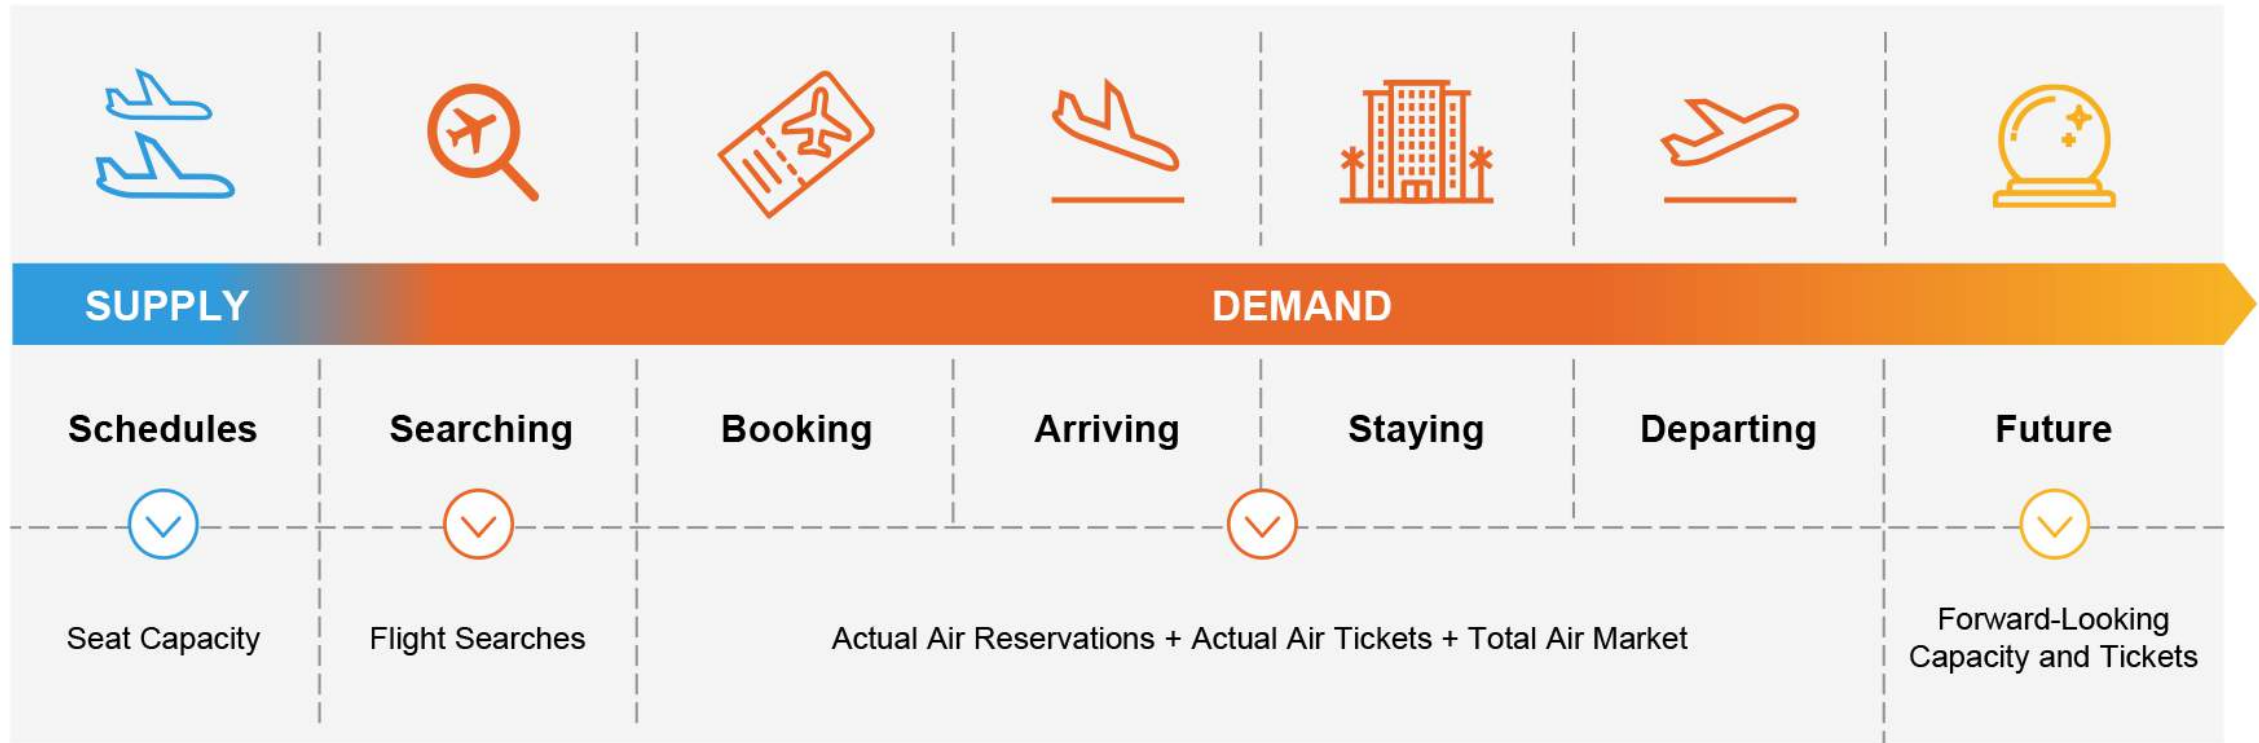 SUPPLY
DEMAND
Schedules
Searching
Booking
Arriving
Staying
Departing
Future
Seat Capacity
Flight Searches
Actual Air Reservations + Actual Air Tickets + Total Air Market
Forward-Looking
Capacity and Tickets